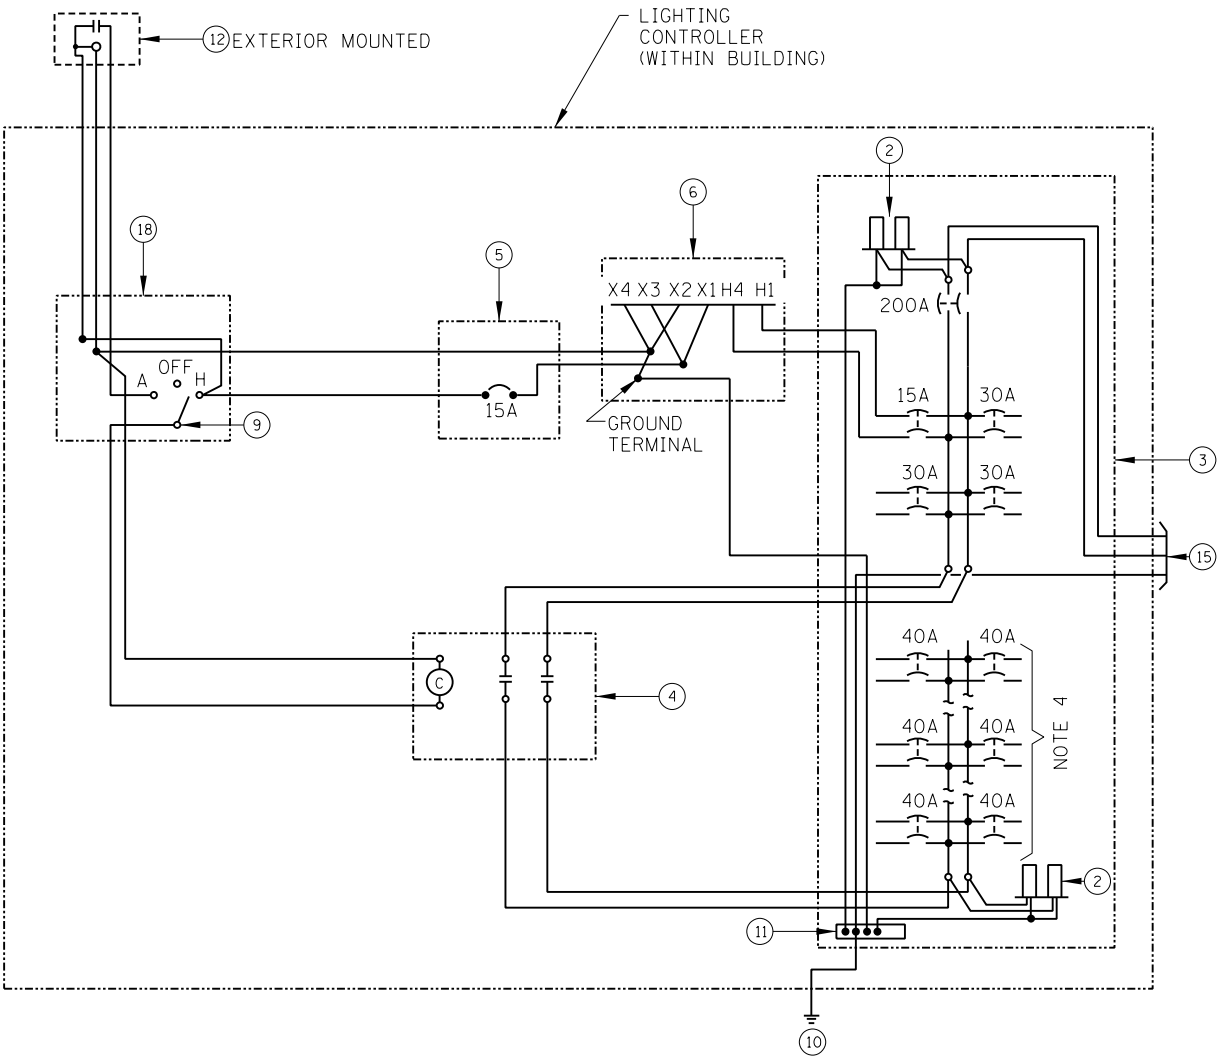 LIGHTING
CONTROLLER
(WITHIN BUILDING)
12 EXTERIOR MOUNTED
2
6
18
5
X4 X3 X2 X1 H4 H1
200A
OFF
A
H
15A
9
GROUND
TERMINAL
15A
30A
3
30A
30A
15
40A
40A
C
4
NOTE 4
40A
40A
40A
40A
2
11
10